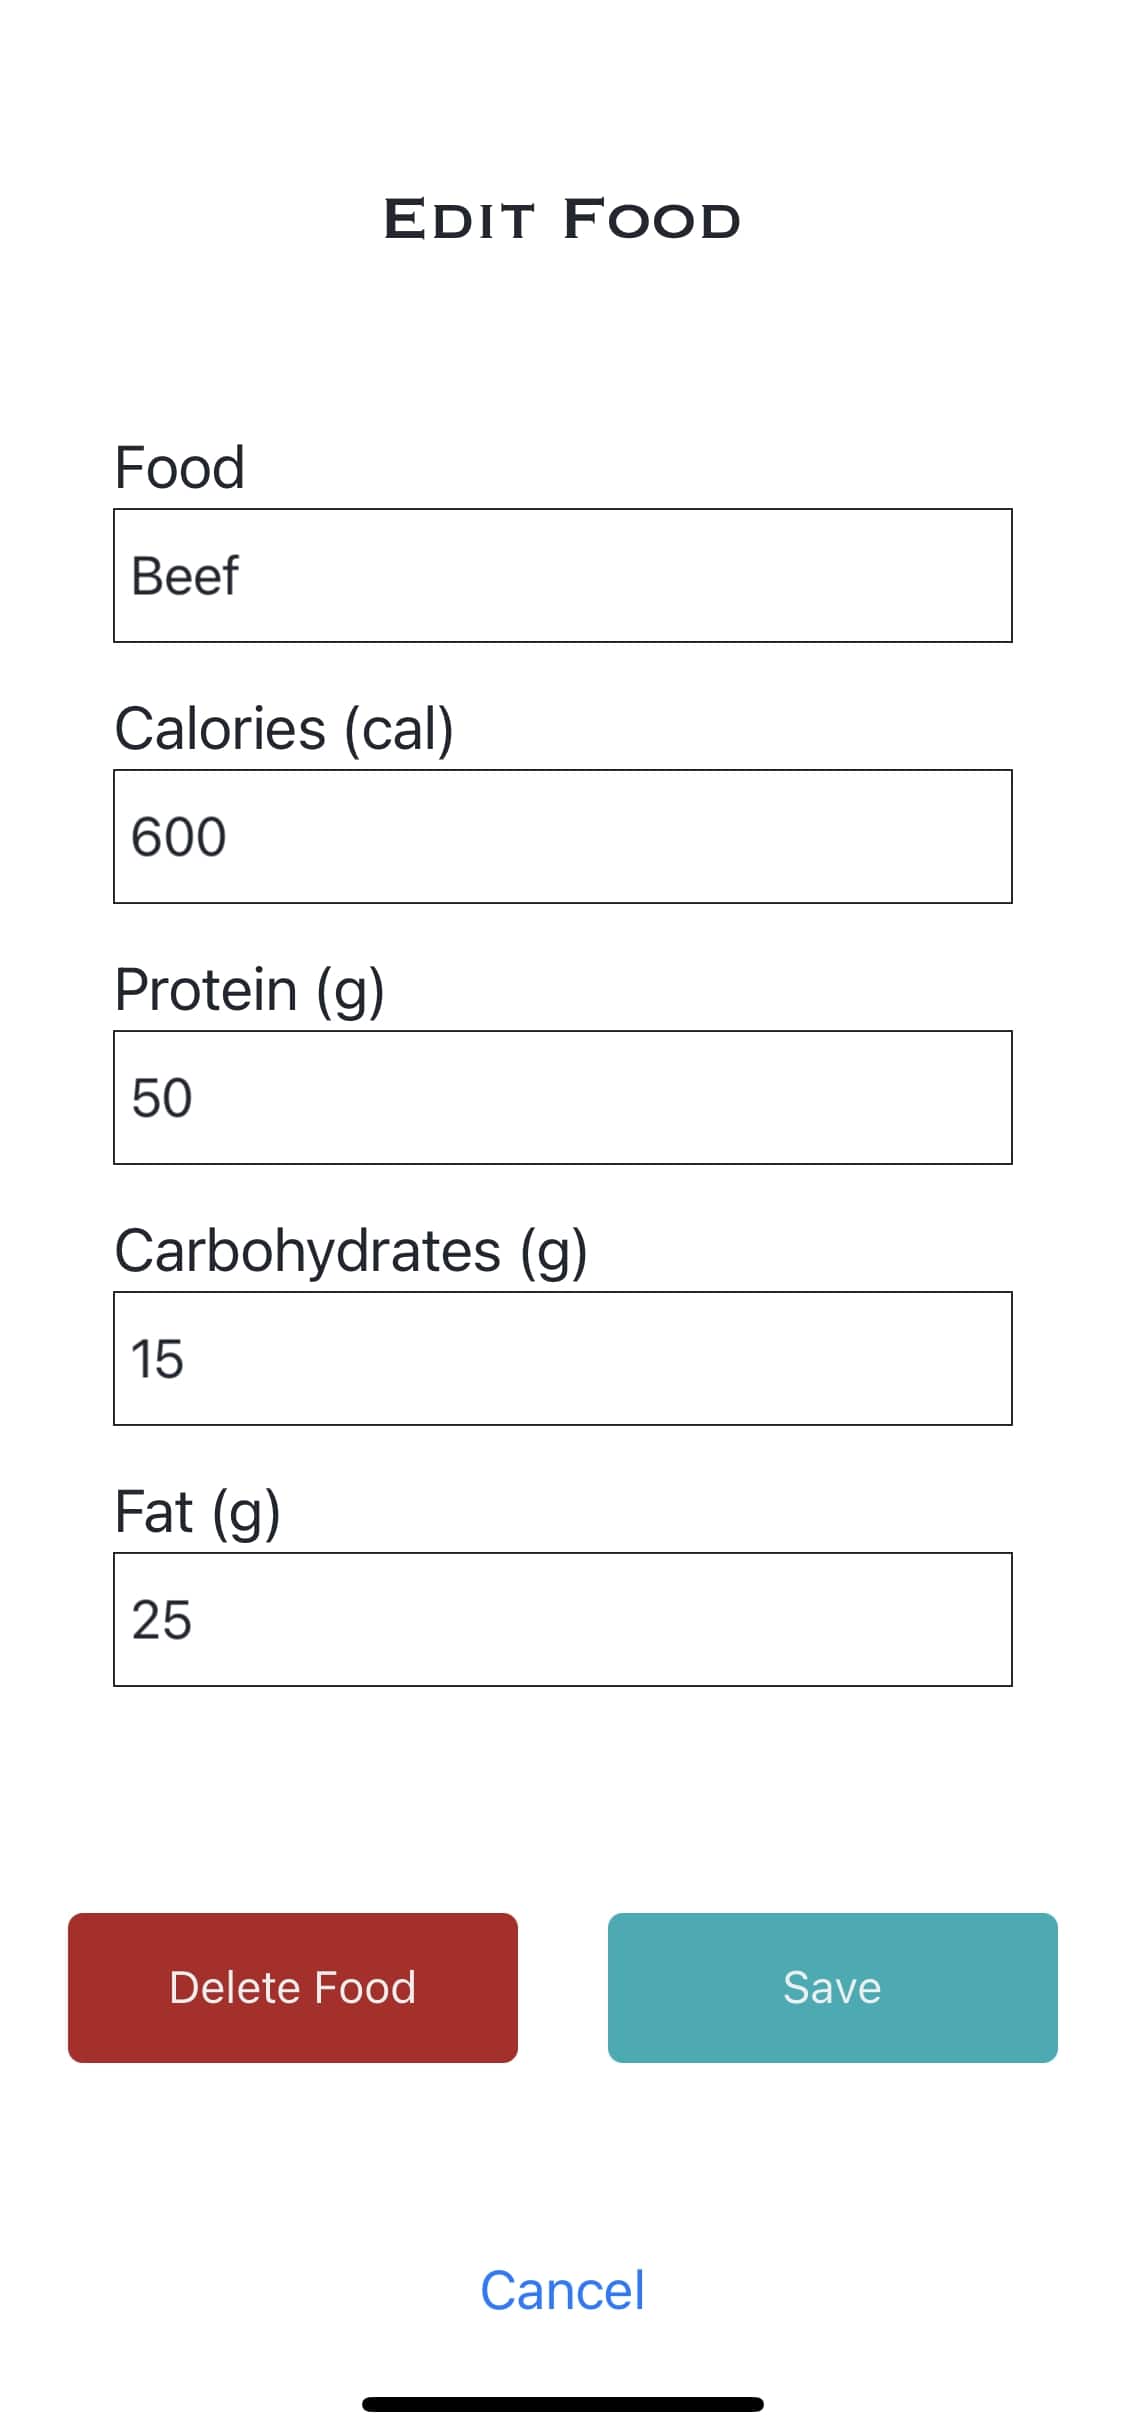 Edit Food
Food
Beef
Calories (cal)
600
Protein (g)
50
Carbohydrates (g)
15
Fat (g)
25
Delete Food
Save
Cancel